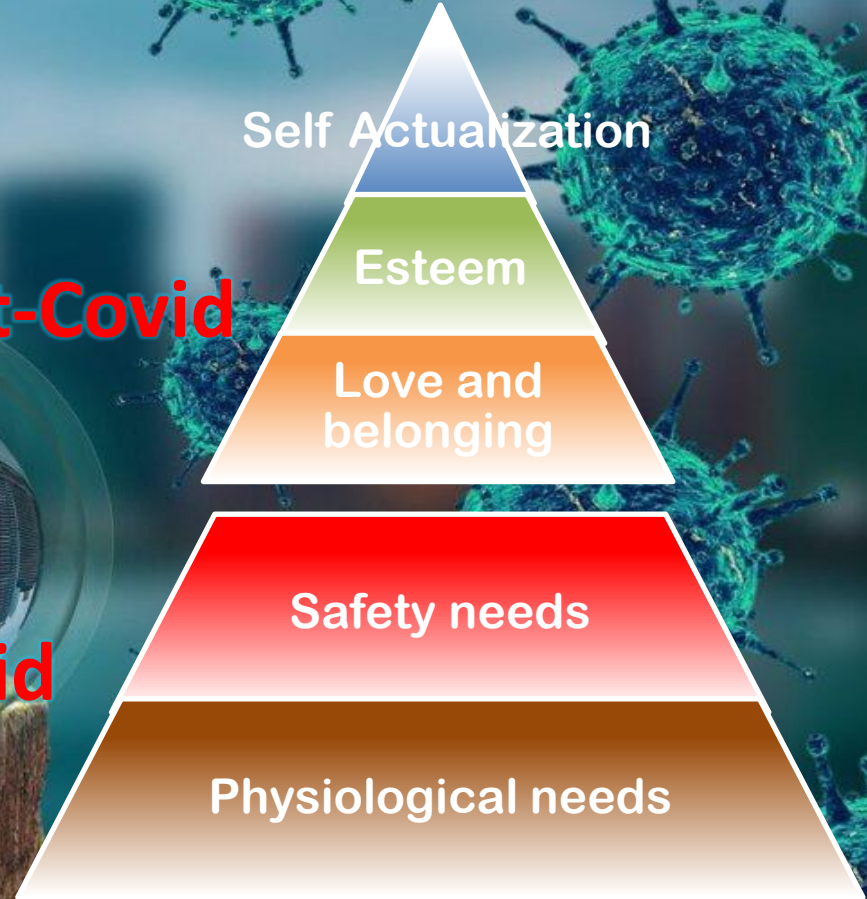 Self Actualization
Esteem
t-Covid
Love and
belonging
Safety needs
id
Physiological needs